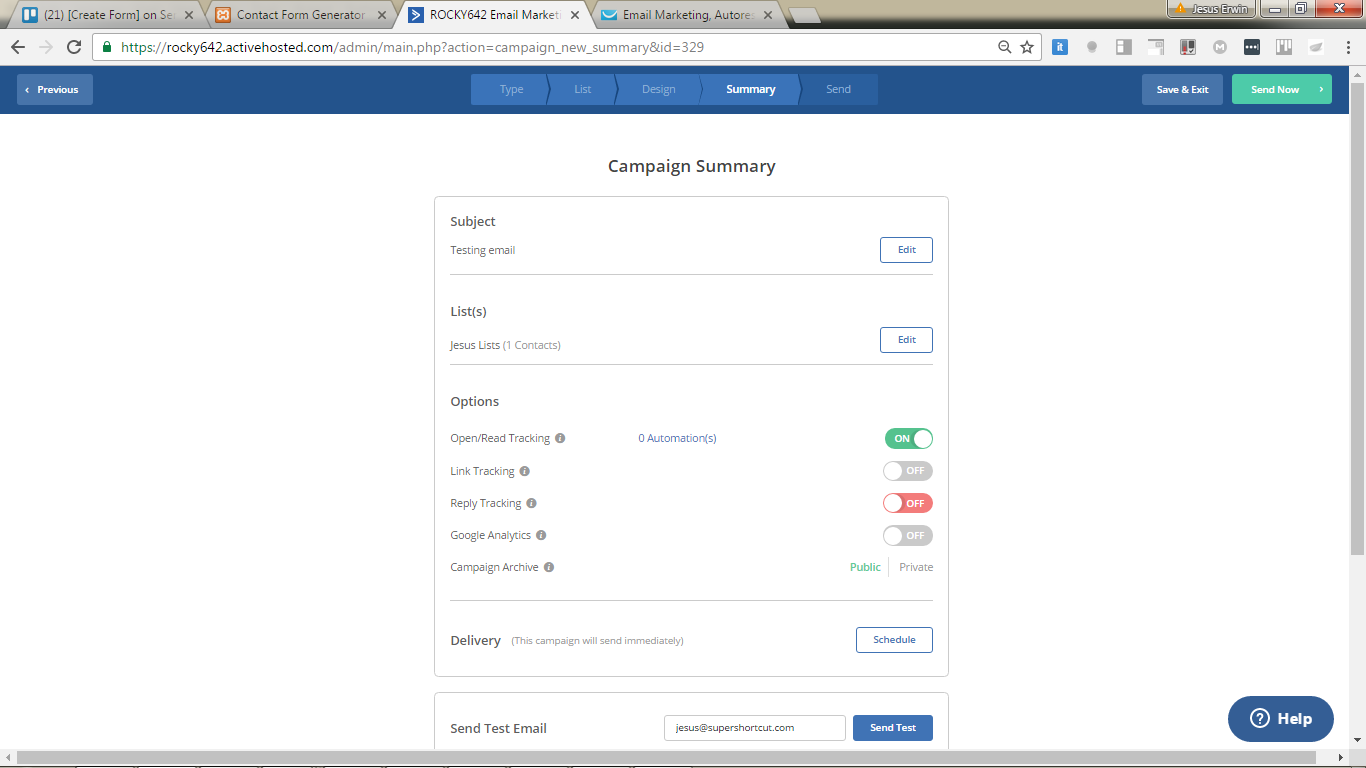 (21) [Create Form] on Se
Contact Form Generator
ROCKY642 Email Marketi
Email Marketing, Autores
Jesus Erwin
https://rocky642.activehosted.com/admin/main.php?action=campaign_new_summary&id=329
Previous
Type
List
Design
Summary
Send
Save & Exit
Send Now
Campaign Summary
Subject
Testing email
Edit
List(s)
Jesus Lists (1 Contacts)
Edit
Options
Open/Read Tracking
0 Automation(s)
ON
Link Tracking
OFF
Reply Tracking
OFF
Google Analytics
OFF
Campaign Archive
Public
Private
Delivery
(This campaign will send immediately)
Schedule
Send Test Email
jesus@supershortcut.com
Send Test
Help